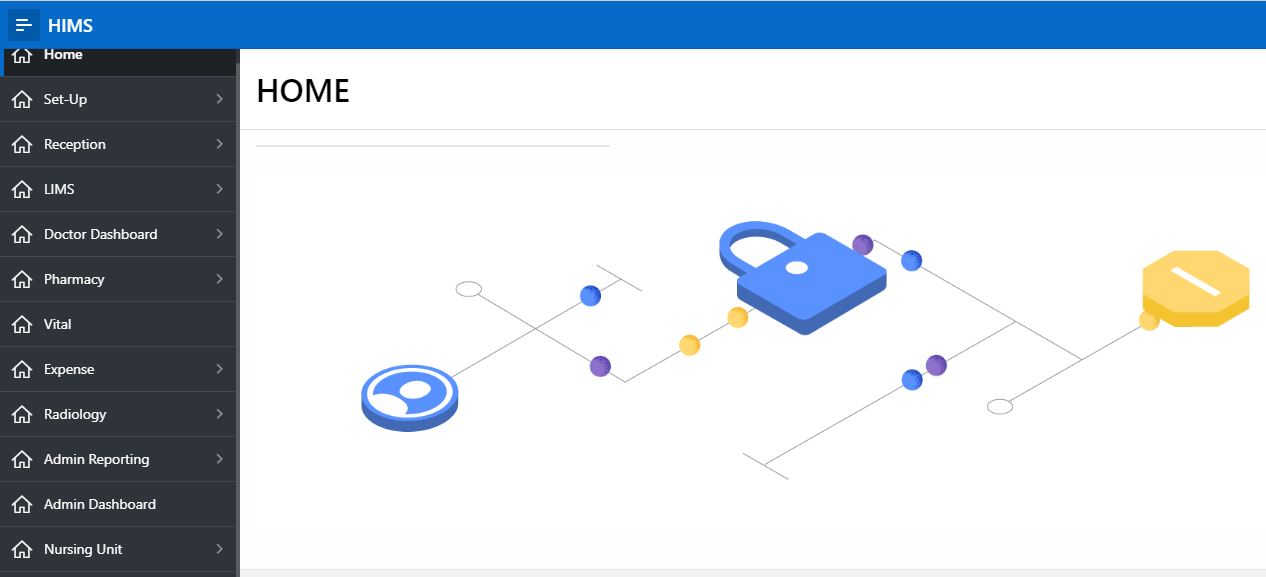 HIMS
Home
HOME
Set-Up
Reception
LIMS
Doctor Dashboard
Pharmacy
Vital
Expense
Radiology
Admin Reporting
Admin Dashboard
Nursing Unit